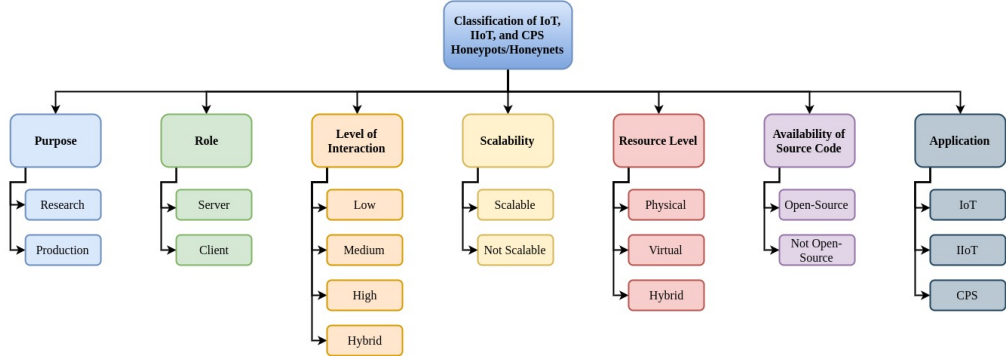 Classification of IoT,
IIoT, and CPS
Honeypots/Honeynets
Purpose
Research
Production
Role
Server
Client
Level of
Interaction
Low
Medium
High
Hybrid
Scalability
Scalable
Not Scalable
Resource Level
Physical
Virtual
Hybrid
Availability of
Source Code
Open-Source
Not Open-
Source
Application
IoT
IIoT
CPS